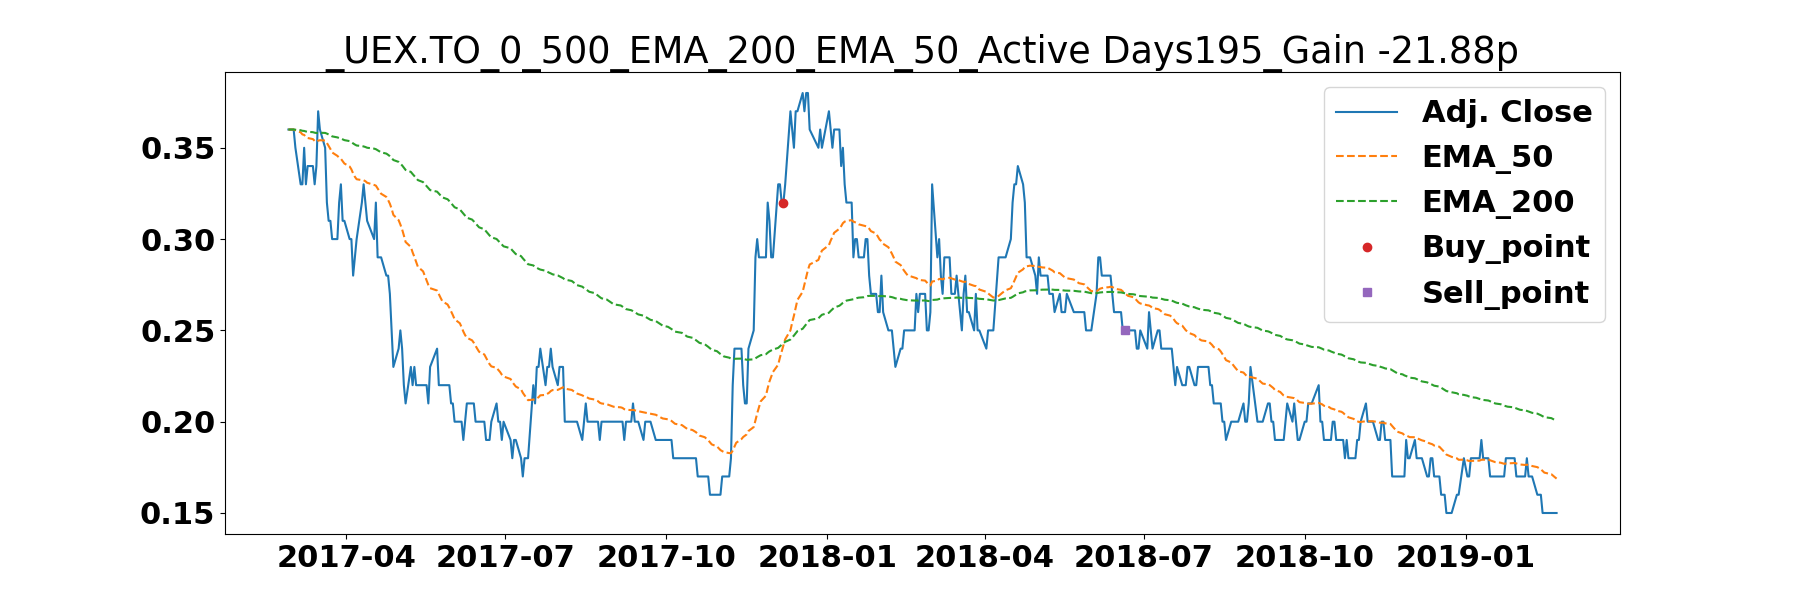 _UEX.TO_0_500_EMA_200_EMA_50_Active Days195_Gain -21.88p
Adj. Close
EMA_50
EMA_200
Buy_point
Sell_point
0.35
0.30
0.25
0.20
0.15
2017-04 2017-07 2017-10 2018-01 2018-04 2018-07 2018-10 2019-01